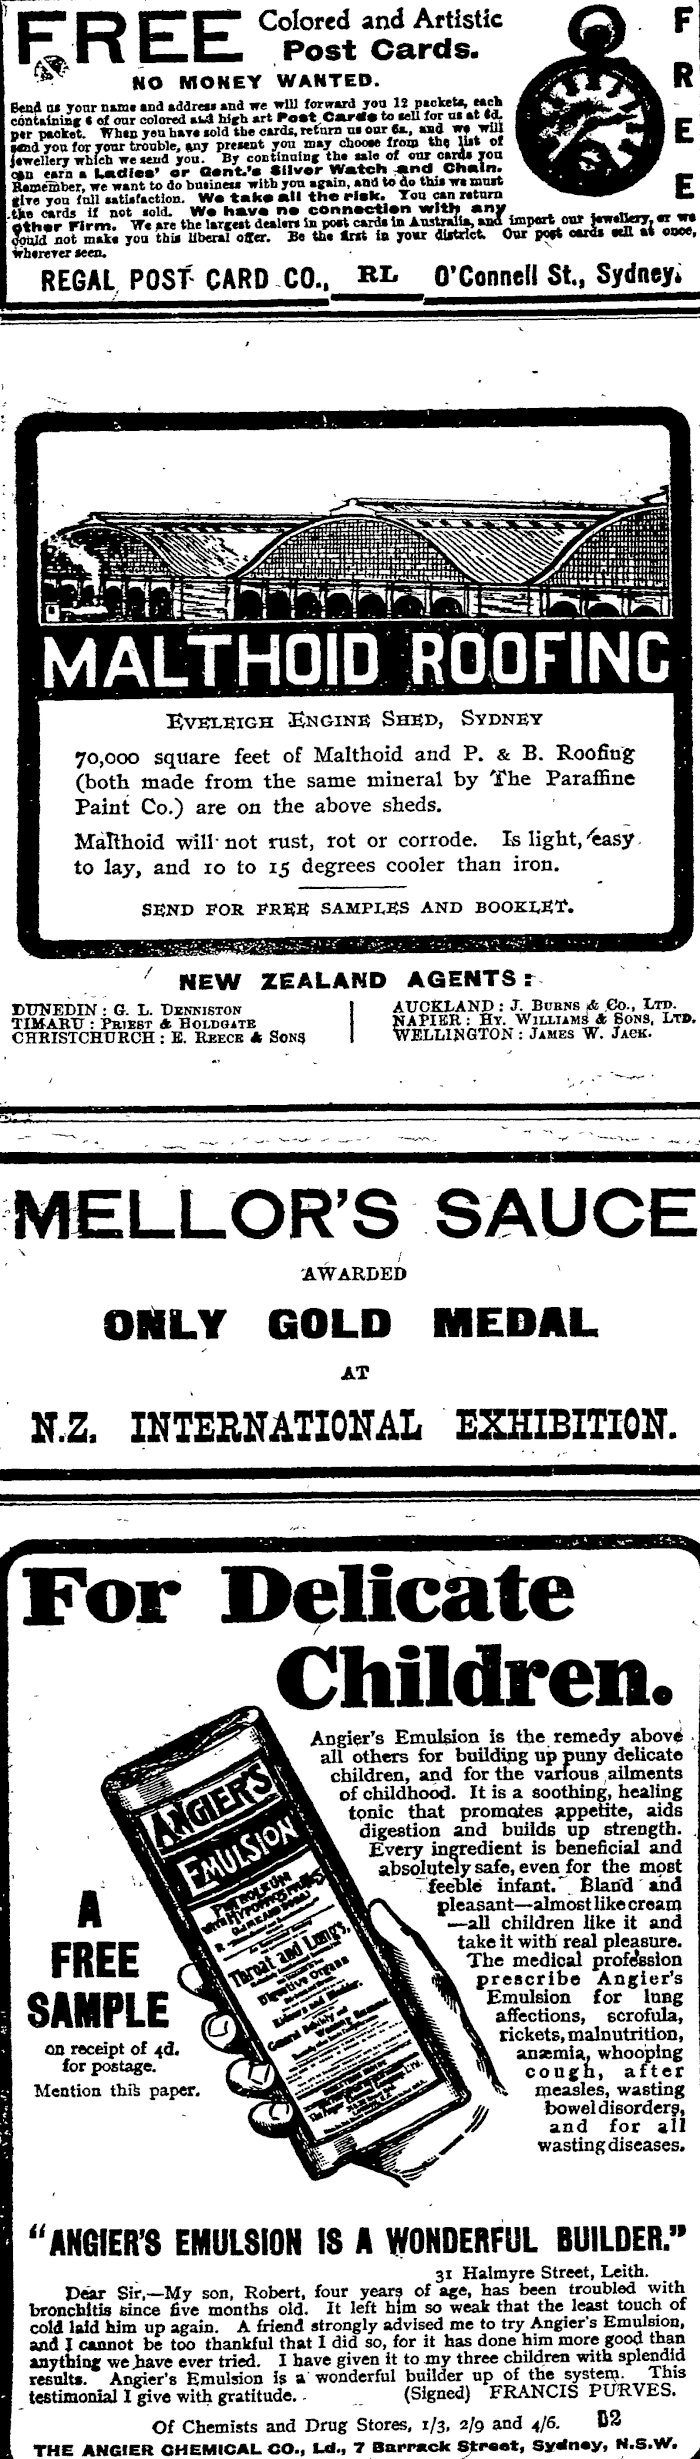 FREE
Colored and Artistic
Post Cards.
NO MONEY WANTED.
FREE
Send us your name and address and we will forward you 12 packets, each
containing 6 of our colored and high art Post Cards to sell for us at 6d.
per packet. When you have sold the cards, return us our 6s., and we will
send you for your trouble, any present you may choose from the list of
jewellery which we send you. By continuing the sale of our cards you
can earn a Ladies' or Gent.'s Silver Watch and Chain.
Remember, we want to do business with you again, and to do this we must
give you full satisfaction. We take all the risk. You can return
the cards if not sold. We have no connection with any
other Firm. We are the largest dealers in post cards in Australia, and import our jewellery, or we
could not make you this liberal offer. Be the first in your district. Our post cards sell at once,
wherever seen.
REGAL POST CARD CO., RL O'Connell St., Sydney.
MALTHOID ROOFING
EVELEIGH ENGINE SHED, SYDNEY
70,000 square feet of Malthoid and P. & B. Roofing
(both made from the same mineral by The Paraffine
Paint Co.) are on the above sheds.
Malthoid will not rust, rot or corrode. Is light, easy
to lay, and 10 to 15 degrees cooler than iron.
SEND FOR FREE SAMPLES AND BOOKLET.
NEW ZEALAND AGENTS:
DUNEDIN: G. L. DENNISTON
TIMARU: PRIEST & HOLDGATE
CHRISTCHURCH: E. REECE & SONS
AUCKLAND: J. BURNS & Co., LTD.
NAPIER: HY. WILLIAMS & SONS, LTD.
WELLINGTON: JAMES W. JACK.
MELLOR'S SAUCE
AWARDED
ONLY GOLD MEDAL
AT
N.Z. INTERNATIONAL EXHIBITION.
For Delicate
Children.
Angier's Emulsion is the remedy above
all others for building up puny delicate
children, and for the various ailments
of childhood. It is a soothing, healing
tonic that promotes appetite, aids
digestion and builds up strength.
Every ingredient is beneficial and
absolutely safe, even for the most
feeble infant. Bland and
pleasant—almost like cream
—all children like it and
take it with real pleasure.
The medical profession
prescribe Angier's
Emulsion for lung
affections, scrofula,
rickets, malnutrition,
anæmia, whooping
cough, after
measles, wasting
bowel disorders,
and for all
wasting diseases.
ANGIER'S
EMULSION
PETROLEUM
WITH HYPOPHOSPHITES
Throat and Lungs,
Digestive Organs
Kidneys and Bladder.
General Debility and
A
FREE
SAMPLE
on receipt of 4d.
for postage.
Mention this paper.
"ANGIER'S EMULSION IS A WONDERFUL BUILDER."
31 Halmyre Street, Leith.
Dear Sir,—My son, Robert, four years of age, has been troubled with
bronchitis since five months old. It left him so weak that the least touch of
cold laid him up again. A friend strongly advised me to try Angier's Emulsion,
and I cannot be too thankful that I did so, for it has done him more good than
anything we have ever tried. I have given it to my three children with splendid
results. Angier's Emulsion is a wonderful builder up of the system. This
testimonial I give with gratitude. (Signed) FRANCIS PURVES.
Of Chemists and Drug Stores, 1/3, 2/9 and 4/6. D2
THE ANGIER CHEMICAL CO., Ld., 7 Barrack Street, Sydney, N.S.W.